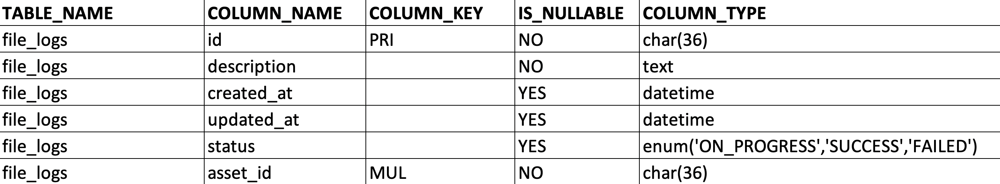 TABLE_NAME COLUMN_NAME COLUMN_KEY IS_NULLABLE COLUMN_TYPE
file_logs id PRI NO char(36)
file_logs description NO text
file_logs created_at YES datetime
file_logs updated_at YES datetime
file_logs status YES enum('ON_PROGRESS','SUCCESS','FAILED')
file_logs asset_id MUL NO char(36)